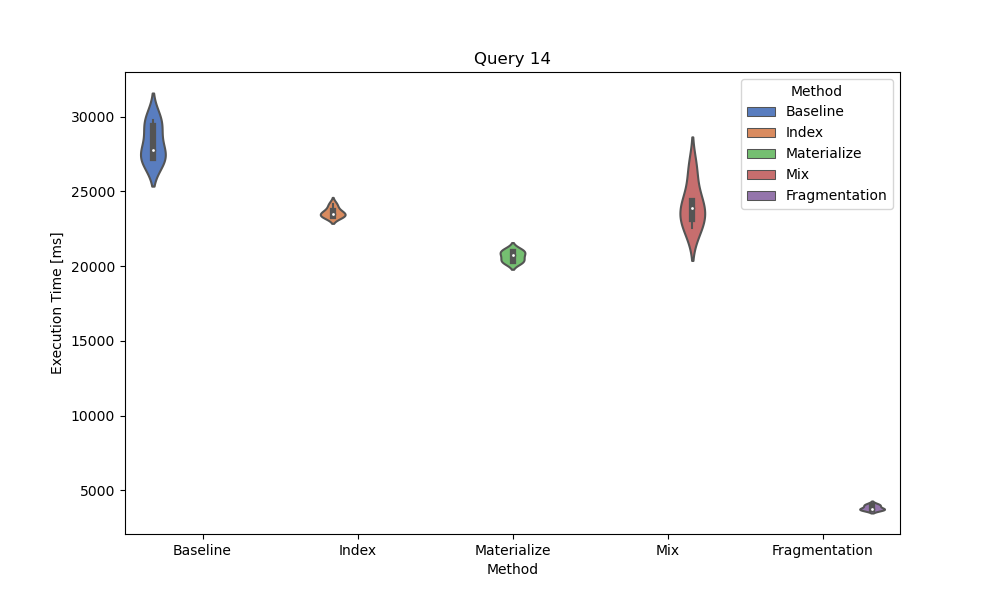 Query 14
Method
Baseline
Index
Materialize
Mix
Fragmentation
Execution Time [ms]
30000
25000
20000
15000
10000
5000
Baseline Index Materialize Mix Fragmentation
Method